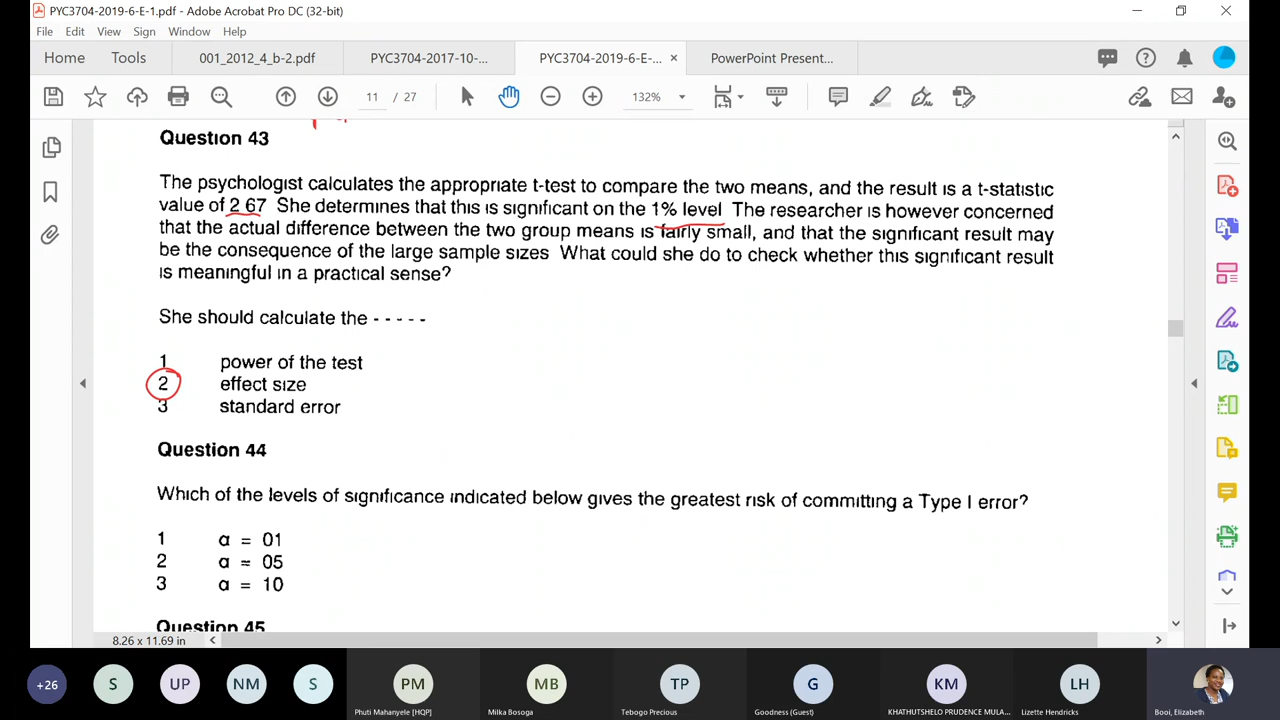 PYC3704-2019-6-E-1.pdf - Adobe Acrobat Pro DC (32-bit)
File Edit View Sign Window Help
Home Tools 001_2012_4_b-2.pdf PYC3704-2017-10-... PYC3704-2019-6-E-... × PowerPoint Present...
11 / 27 132%
Question 43
The psychologist calculates the appropriate t-test to compare the two means, and the result is a t-statistic
value of 2 67 She determines that this is significant on the 1% level The researcher is however concerned
that the actual difference between the two group means is fairly small, and that the significant result may
be the consequence of the large sample sizes What could she do to check whether this significant result
is meaningful in a practical sense?
She should calculate the - - - - -
1 power of the test
2 effect size
3 standard error
Question 44
Which of the levels of significance indicated below gives the greatest risk of committing a Type I error?
1 α = 01
2 α = 05
3 α = 10
Question 45
8.26 x 11.69 in
+26 S UP NM S PM MB TP G KM LH
Phuti Mahanyele [HQP] Milka Bosoga Tebogo Precious Goodness (Guest) KHATHUTSHELO PRUDENCE MULA... Lizette Hendricks Booi, Elizabeth